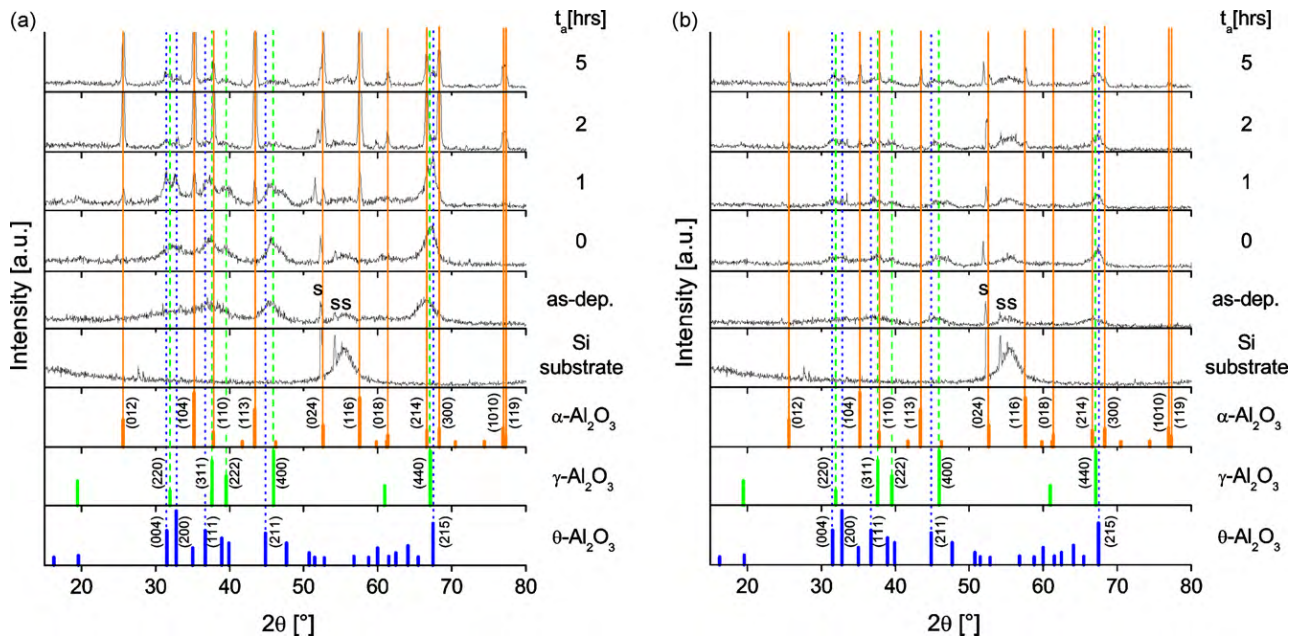 (a)
t_a[hrs]
5
2
1
0
as-dep.
Si
substrate
α-Al₂O₃
γ-Al₂O₃
θ-Al₂O₃
Intensity [a.u.]
S
SS
(012)
(104)
(110)
(113)
(024)
(116)
(018)
(214)
(300)
(1010)
(119)
(220)
(311)
(222)
(400)
(440)
(004)
(200)
(111)
(211)
(215)
20 30 40 50 60 70 80
2θ [°]
(b)
t_a[hrs]
5
2
1
0
as-dep.
Si
substrate
α-Al₂O₃
γ-Al₂O₃
θ-Al₂O₃
Intensity [a.u.]
S
SS
(012)
(104)
(110)
(113)
(024)
(116)
(018)
(214)
(300)
(1010)
(119)
(220)
(311)
(222)
(400)
(440)
(004)
(200)
(111)
(211)
(215)
20 30 40 50 60 70 80
2θ [°]